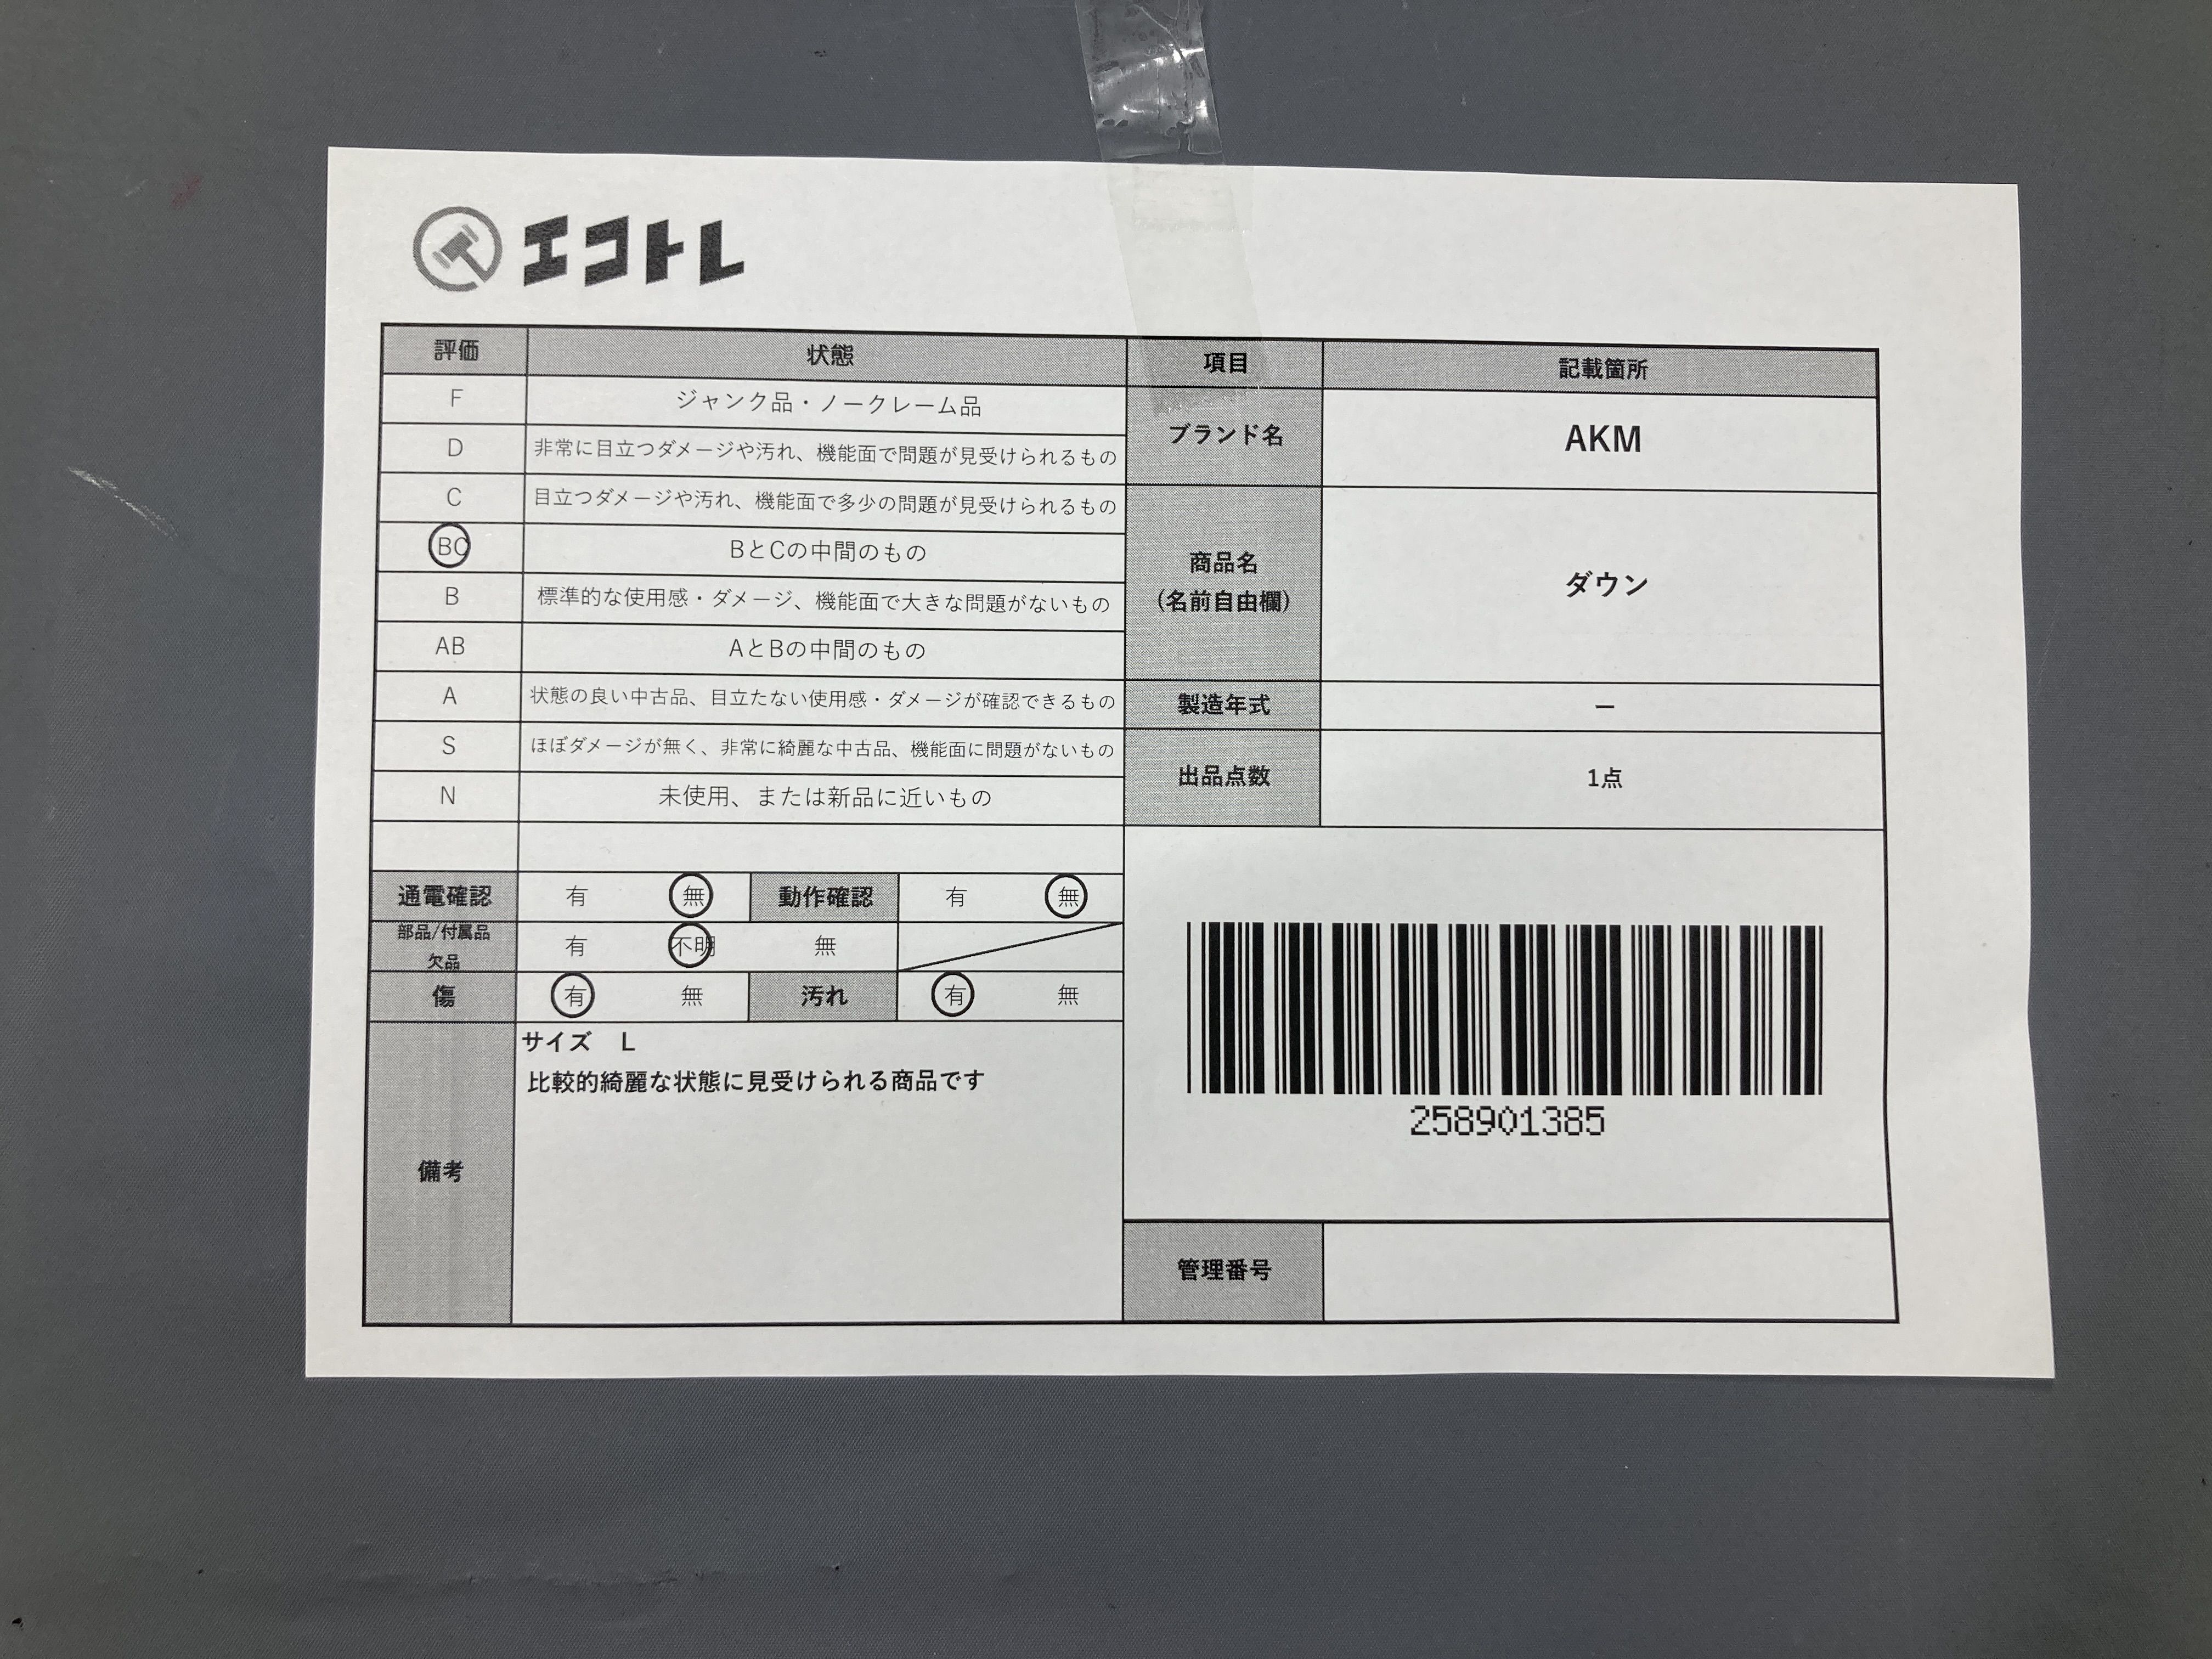 エコトレ
評価 状態 項目 記載箇所
F ジャンク品・ノークレーム品
D 非常に目立つダメージや汚れ、機能面で問題が見受けられるもの
ブランド名 AKM
C 目立つダメージや汚れ、機能面で多少の問題が見受けられるもの
BC BとCの中間のもの
B 標準的な使用感・ダメージ、機能面で大きな問題がないもの
商品名
(名前自由欄)
ダウン
AB AとBの中間のもの
A 状態の良い中古品、目立たない使用感・ダメージが確認できるもの
製造年式 ー
S ほぼダメージが無く、非常に綺麗な中古品、機能面に問題がないもの
出品点数 1点
N 未使用、または新品に近いもの
通電確認 有 無 動作確認 有 無
部品/付属品
欠品
有 不明 無
傷 有 無 汚れ 有 無
備考
サイズ L
比較的綺麗な状態に見受けられる商品です
258901385
管理番号